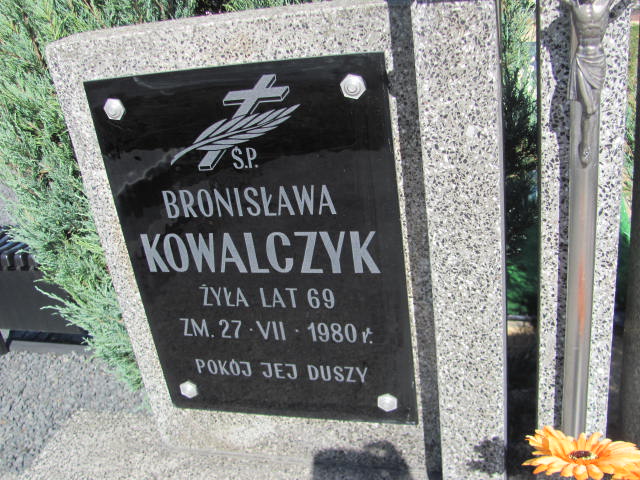 Ś.P.
BRONISŁAWA
KOWALCZYK
ŻYŁA LAT 69
ZM. 27 · VII · 1980 r.
POKÓJ JEJ DUSZY